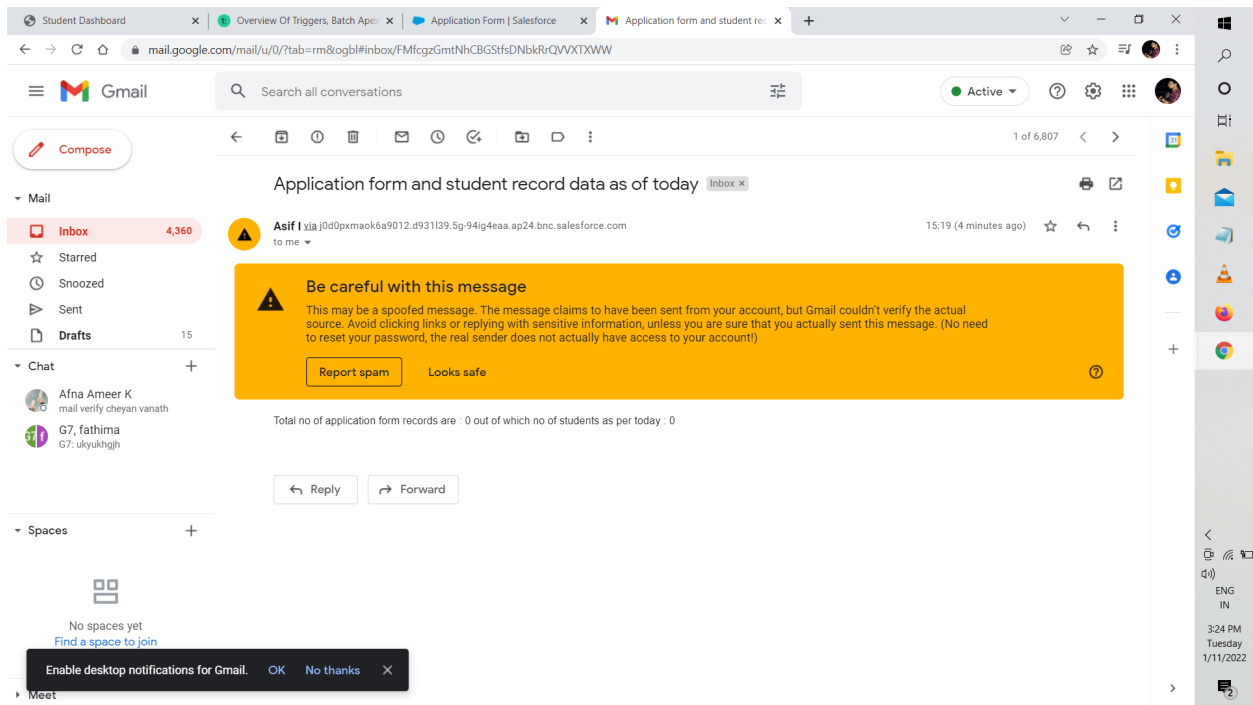 Student Dashboard
Overview Of Triggers, Batch Apex
Application Form | Salesforce
Application form and student rec
mail.google.com/mail/u/0/?tab=rm&ogbl#inbox/FMfcgzGmtNhCBGStfsDNbkRrQVVXTXWW
Gmail
Search all conversations
Active
Compose
1 of 6,807
31
Mail
Inbox 4,360
Starred
Snoozed
Sent
Drafts 15
Chat
Afna Ameer K
mail verify cheyan vanath
G7, fathima
G7: ukyukhgjh
Spaces
No spaces yet
Find a space to join
Meet
Application form and student record data as of today Inbox ×
Asif I via j0d0pxmaok6a9012.d931l39.5g-94ig4eaa.ap24.bnc.salesforce.com
15:19 (4 minutes ago)
to me
Be careful with this message
This may be a spoofed message. The message claims to have been sent from your account, but Gmail couldn't verify the actual
source. Avoid clicking links or replying with sensitive information, unless you are sure that you actually sent this message. (No need
to reset your password, the real sender does not actually have access to your account!)
Report spam
Looks safe
Total no of application form records are : 0 out of which no of students as per today : 0
Reply
Forward
Enable desktop notifications for Gmail. OK No thanks
ENG
IN
3:24 PM
Tuesday
1/11/2022
2